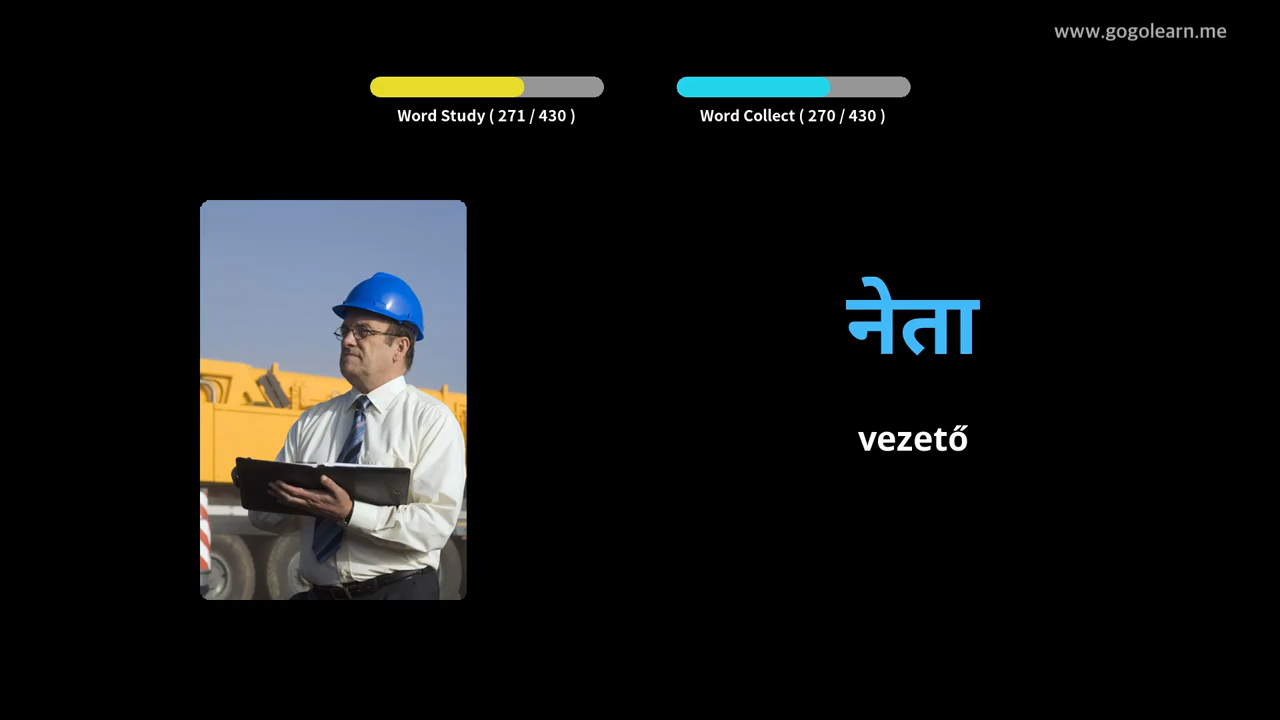 www.gogolearn.me
Word Study ( 271 / 430 )
Word Collect ( 270 / 430 )
नेता
vezető